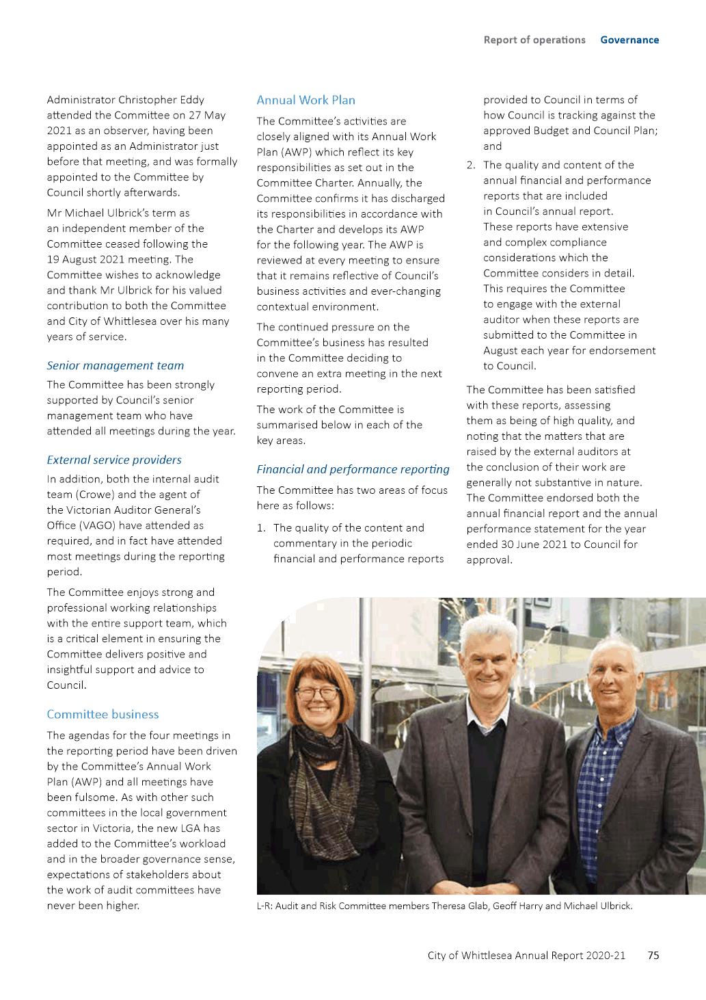 Report of operations Governance
Administrator Christopher Eddy
attended the Committee on 27 May
2021 as an observer, having been
appointed as an Administrator just
before that meeting, and was formally
appointed to the Committee by
Council shortly afterwards.
Mr Michael Ulbrick’s term as
an independent member of the
Committee ceased following the
19 August 2021 meeting. The
Committee wishes to acknowledge
and thank Mr Ulbrick for his valued
contribution to both the Committee
and City of Whittlesea over his many
years of service.
Senior management team
The Committee has been strongly
supported by Council’s senior
management team who have
attended all meetings during the year.
External service providers
In addition, both the internal audit
team (Crowe) and the agent of
the Victorian Auditor General’s
Office (VAGO) have attended as
required, and in fact have attended
most meetings during the reporting
period.
The Committee enjoys strong and
professional working relationships
with the entire support team, which
is a critical element in ensuring the
Committee delivers positive and
insightful support and advice to
Council.
Committee business
The agendas for the four meetings in
the reporting period have been driven
by the Committee’s Annual Work
Plan (AWP) and all meetings have
been fulsome. As with other such
committees in the local government
sector in Victoria, the new LGA has
added to the Committee’s workload
and in the broader governance sense,
expectations of stakeholders about
the work of audit committees have
never been higher.
Annual Work Plan
The Committee’s activities are
closely aligned with its Annual Work
Plan (AWP) which reflect its key
responsibilities as set out in the
Committee Charter. Annually, the
Committee confirms it has discharged
its responsibilities in accordance with
the Charter and develops its AWP
for the following year. The AWP is
reviewed at every meeting to ensure
that it remains reflective of Council’s
business activities and ever-changing
contextual environment.
The continued pressure on the
Committee’s business has resulted
in the Committee deciding to
convene an extra meeting in the next
reporting period.
The work of the Committee is
summarised below in each of the
key areas.
Financial and performance reporting
The Committee has two areas of focus
here as follows:
1. The quality of the content and
commentary in the periodic
financial and performance reports
provided to Council in terms of
how Council is tracking against the
approved Budget and Council Plan;
and
2. The quality and content of the
annual financial and performance
reports that are included
in Council’s annual report.
These reports have extensive
and complex compliance
considerations which the
Committee considers in detail.
This requires the Committee
to engage with the external
auditor when these reports are
submitted to the Committee in
August each year for endorsement
to Council.
The Committee has been satisfied
with these reports, assessing
them as being of high quality, and
noting that the matters that are
raised by the external auditors at
the conclusion of their work are
generally not substantive in nature.
The Committee endorsed both the
annual financial report and the annual
performance statement for the year
ended 30 June 2021 to Council for
approval.
L-R: Audit and Risk Committee members Theresa Glab, Geoff Harry and Michael Ulbrick.
City of Whittlesea Annual Report 2020-21 75